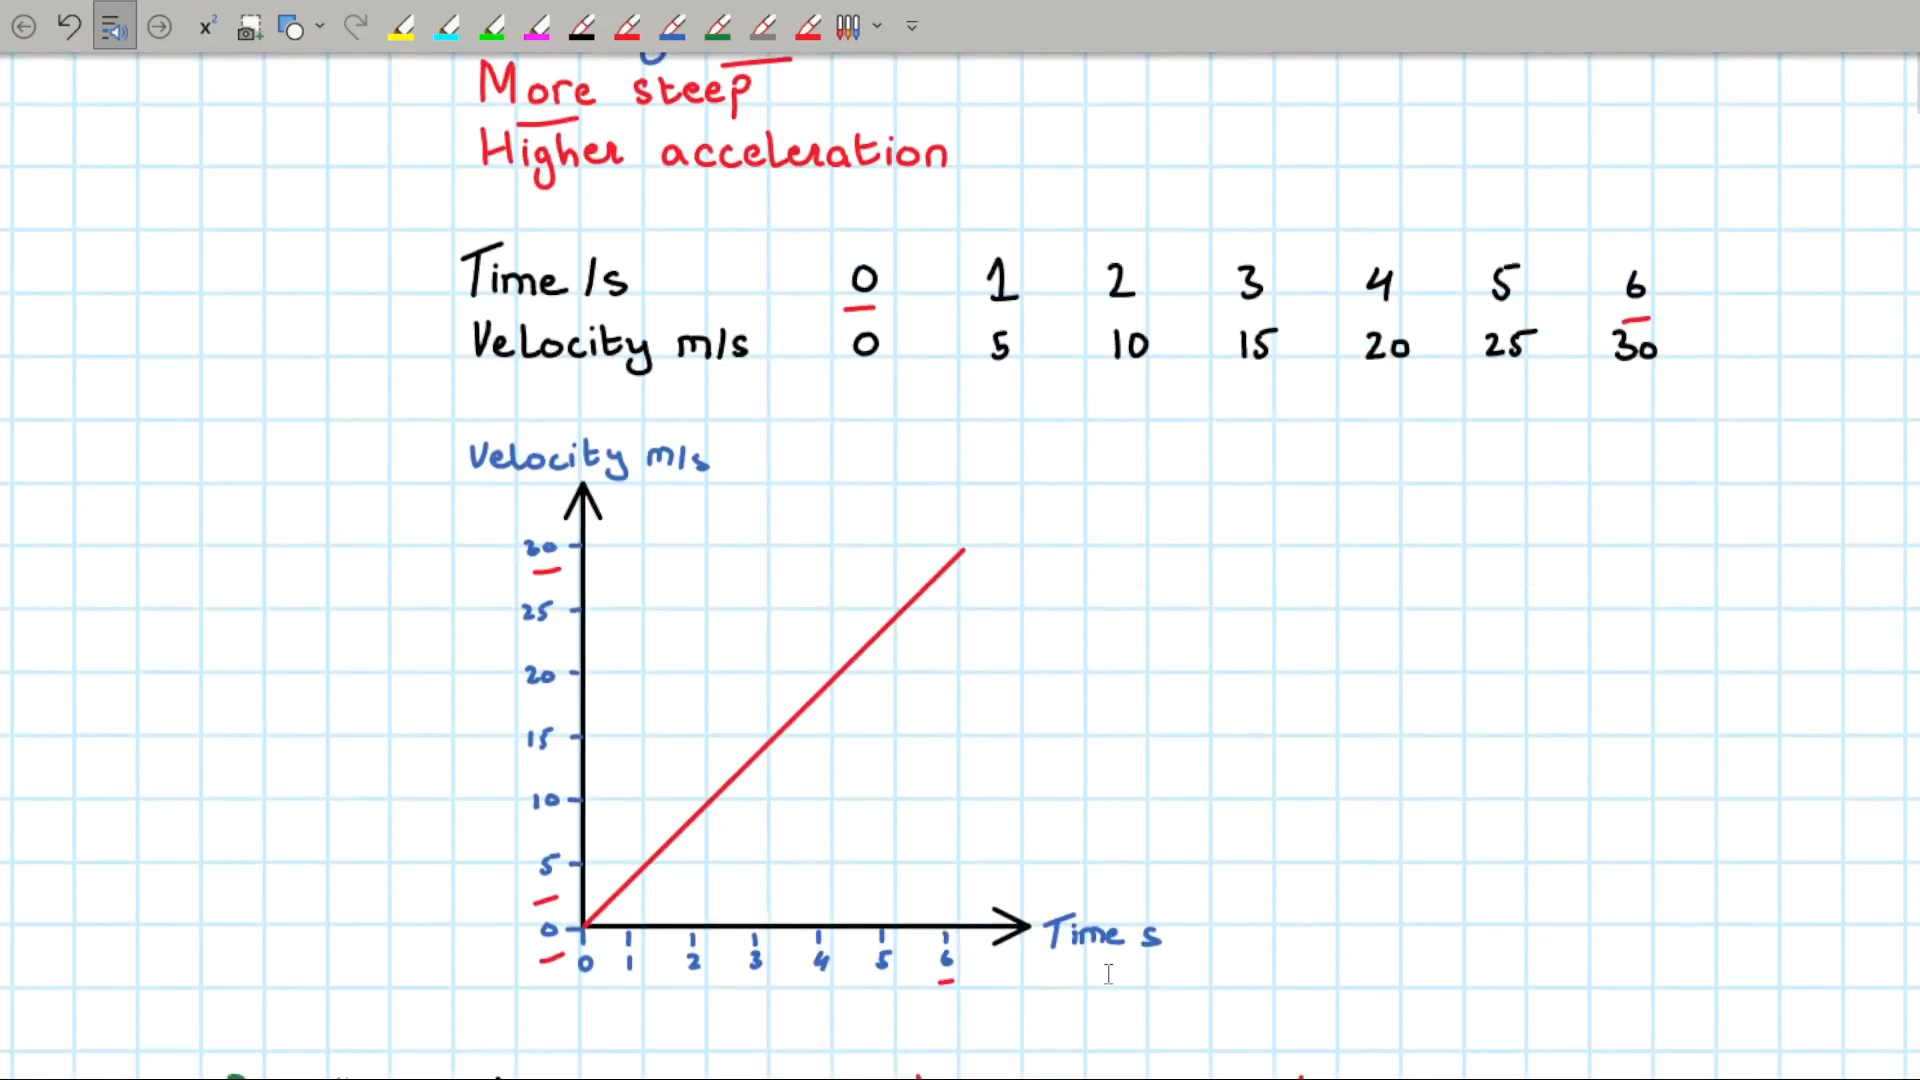 x²
More steep
Higher acceleration
Time /s 0 1 2 3 4 5 6
Velocity m/s 0 5 10 15 20 25 30
Velocity m/s
30
25
20
15
10
5
0
0 1 2 3 4 5 6
Time s